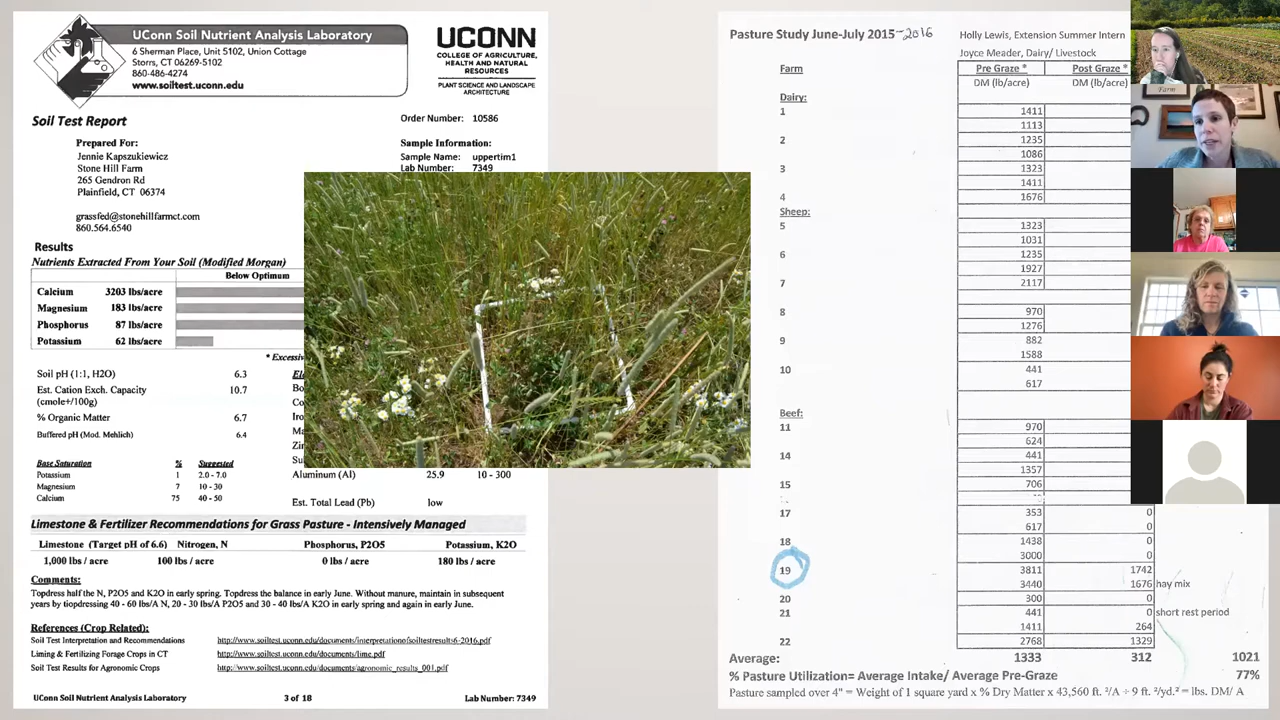 UConn Soil Nutrient Analysis Laboratory
6 Sherman Place, Unit 5102, Union Cottage
Storrs, CT 06269-5102
860-486-4274
www.soiltest.uconn.edu
UCONN
COLLEGE OF AGRICULTURE,
HEALTH AND NATURAL
RESOURCES
PLANT SCIENCE AND LANDSCAPE
ARCHITECTURE
Soil Test Report
Order Number: 10586
Prepared For:
Jennie Kapszukiewicz
Stone Hill Farm
265 Gendron Rd
Plainfield, CT 06374
grassfed@stonehillfarmct.com
860.564.6540
Sample Information:
Sample Name: uppertim1
Lab Number: 7349
Results
Nutrients Extracted From Your Soil (Modified Morgan)
Below Optimum
Calcium 3203 lbs/acre
Magnesium 183 lbs/acre
Phosphorus 87 lbs/acre
Potassium 62 lbs/acre
Soil pH (1:1, H2O) 6.3
Est. Cation Exch. Capacity 10.7
(cmole+/100g)
% Organic Matter 6.7
Buffered pH (Mod. Mehlich) 6.4
Base Saturation % Suggested
Potassium 1 2.0 - 7.0
Magnesium 7 10 - 30
Calcium 75 40 - 50
Aluminum (Al) 25.9 10 - 300
Est. Total Lead (Pb) low
Limestone & Fertilizer Recommendations for Grass Pasture - Intensively Managed
Limestone (Target pH of 6.6) Nitrogen, N Phosphorus, P2O5 Potassium, K2O
1,000 lbs / acre 100 lbs / acre 0 lbs / acre 180 lbs / acre
Comments:
Topdress half the N, P2O5 and K2O in early spring. Topdress the balance in early June. Without manure, maintain in subsequent
years by tiopdressing 40 - 60 lbs/A N, 20 - 30 lbs/A P2O5 and 30 - 40 lbs/A K2O in early spring and again in early June.
References (Crop Related):
Soil Test Interpretation and Recommendations http://www.soiltest.uconn.edu/documents/interpretationofsoiltestresults6-2016.pdf
Liming & Fertilizing Forage Crops in CT http://www.soiltest.uconn.edu/documents/lime.pdf
Soil Test Results for Agronomic Crops http://www.soiltest.uconn.edu/documents/agronomic_results_001.pdf
UConn Soil Nutrient Analysis Laboratory 3 of 18 Lab Number: 7349
Pasture Study June-July 2015-2016
Holly Lewis, Extension Summer Intern
Joyce Meader, Dairy/ Livestock
Farm Pre Graze * Post Graze *
DM (lb/acre) DM (lb/acre)
Dairy:
1 1411
1113
2 1235
1086
3 1323
1411
4 1676
Sheep:
5 1323
1031
6 1235
1927
7 2117
8 970
1276
9 882
1588
10 441
617
Beef:
11 970
624
14 441
1357
15 706
17 353 0
617 0
18 1438 0
3000 0
19 3811 1742
3440 1676 hay mix
20 300 0
21 441 0 short rest period
1411 264
22 2768 1329
Average: 1333 312 1021
% Pasture Utilization= Average Intake/ Average Pre-Graze 77%
Pasture sampled over 4" = Weight of 1 square yard x % Dry Matter x 43,560 ft. ²/A ÷ 9 ft. ²/yd.² = lbs. DM/ A
Farm